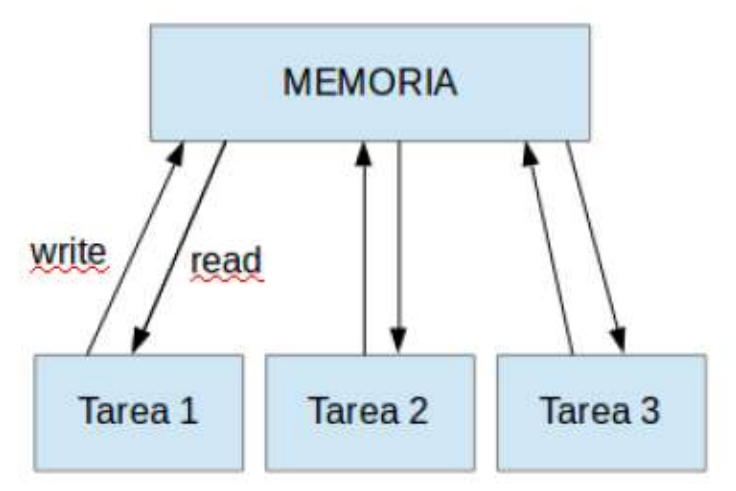 MEMORIA
write
read
Tarea 1
Tarea 2
Tarea 3